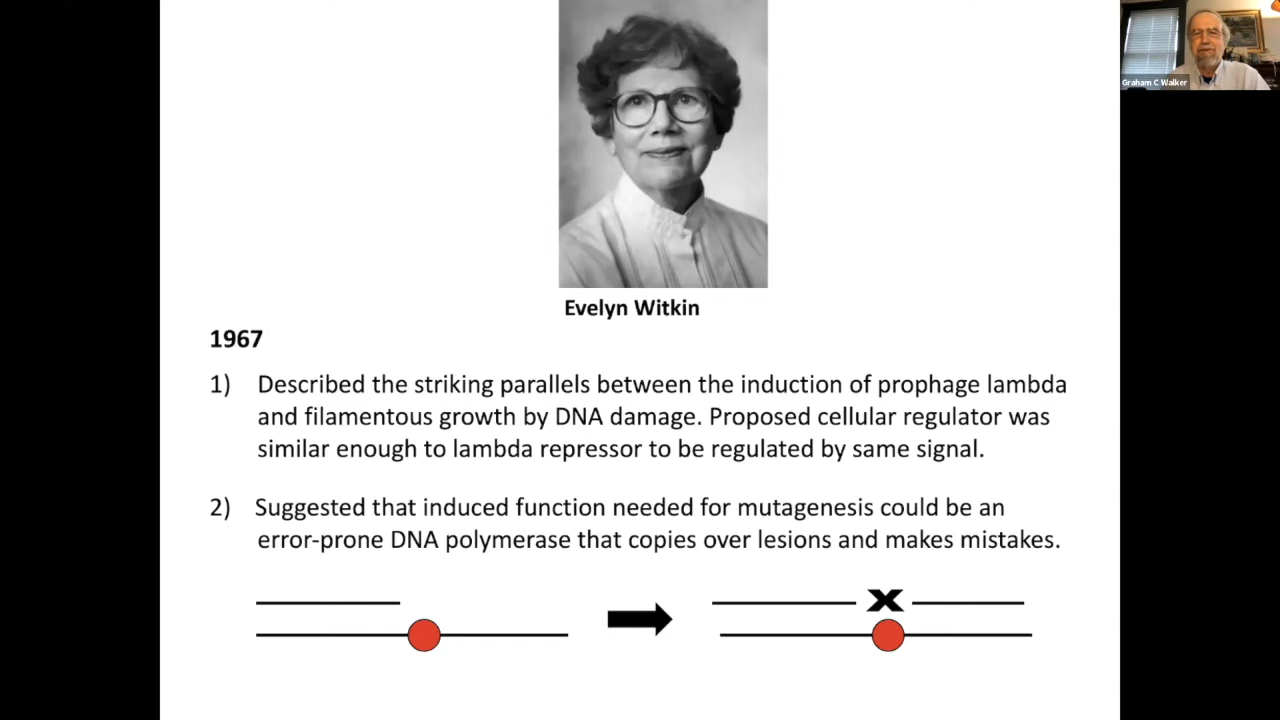 Graham C Walker
Evelyn Witkin
1967
1) Described the striking parallels between the induction of prophage lambda
and filamentous growth by DNA damage. Proposed cellular regulator was
similar enough to lambda repressor to be regulated by same signal.
2) Suggested that induced function needed for mutagenesis could be an
error-prone DNA polymerase that copies over lesions and makes mistakes.